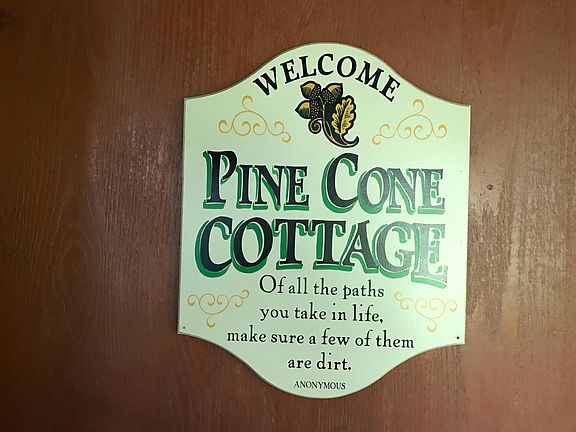 WELCOME
PINE CONE
COTTAGE
Of all the paths
you take in life,
make sure a few of them
are dirt.
ANONYMOUS